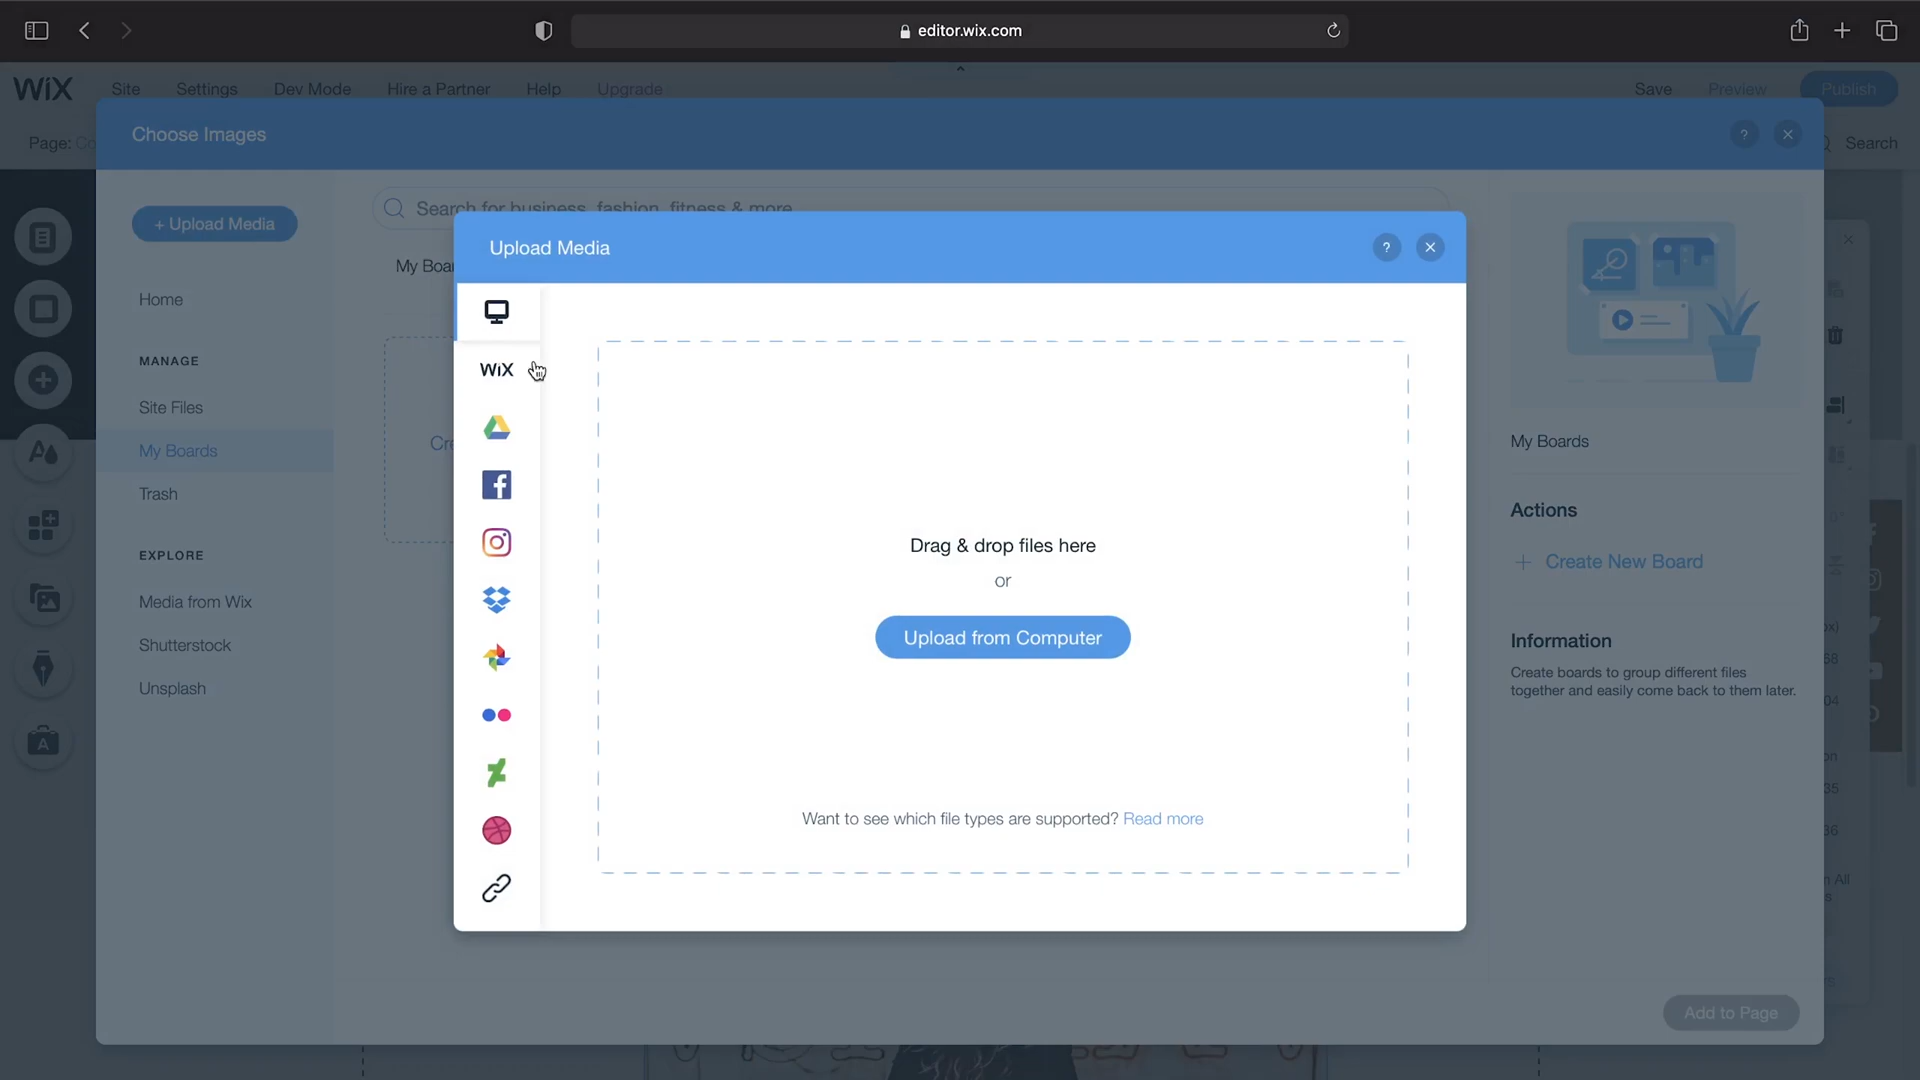 editor.wix.com
WiX
Site
Settings
Dev Mode
Hire a Partner
Help
Upgrade
Save
Preview
Publish
Page: Co
Search
Choose Images
?
+ Upload Media
Search for business, fashion, fitness & more
Upload Media
?
My Boar
Home
MANAGE
Site Files
My Boards
Trash
EXPLORE
Media from Wix
Shutterstock
Unsplash
Cre
WiX
Drag & drop files here
or
Upload from Computer
Want to see which file types are supported? Read more
My Boards
Actions
+ Create New Board
Information
Create boards to group different files
together and easily come back to them later.
Add to Page